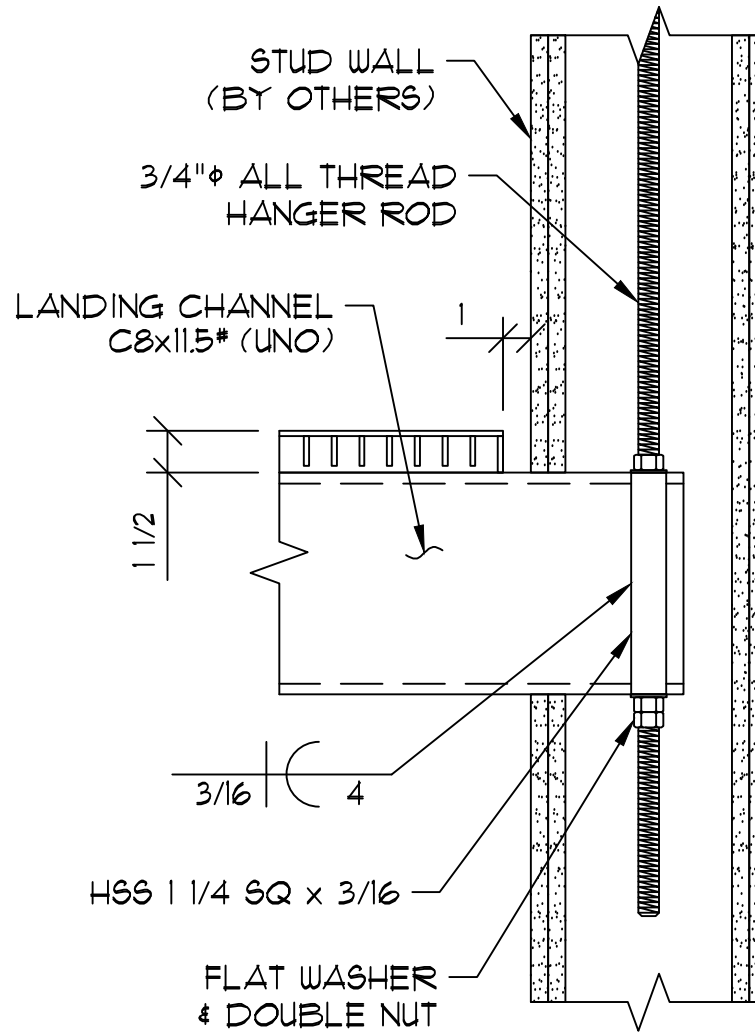 STUD WALL
(BY OTHERS)
3/4"φ ALL THREAD
HANGER ROD
LANDING CHANNEL
C8x11.5# (UNO)
1
1 1/2
3/16
4
HSS 1 1/4 SQ x 3/16
FLAT WASHER
& DOUBLE NUT